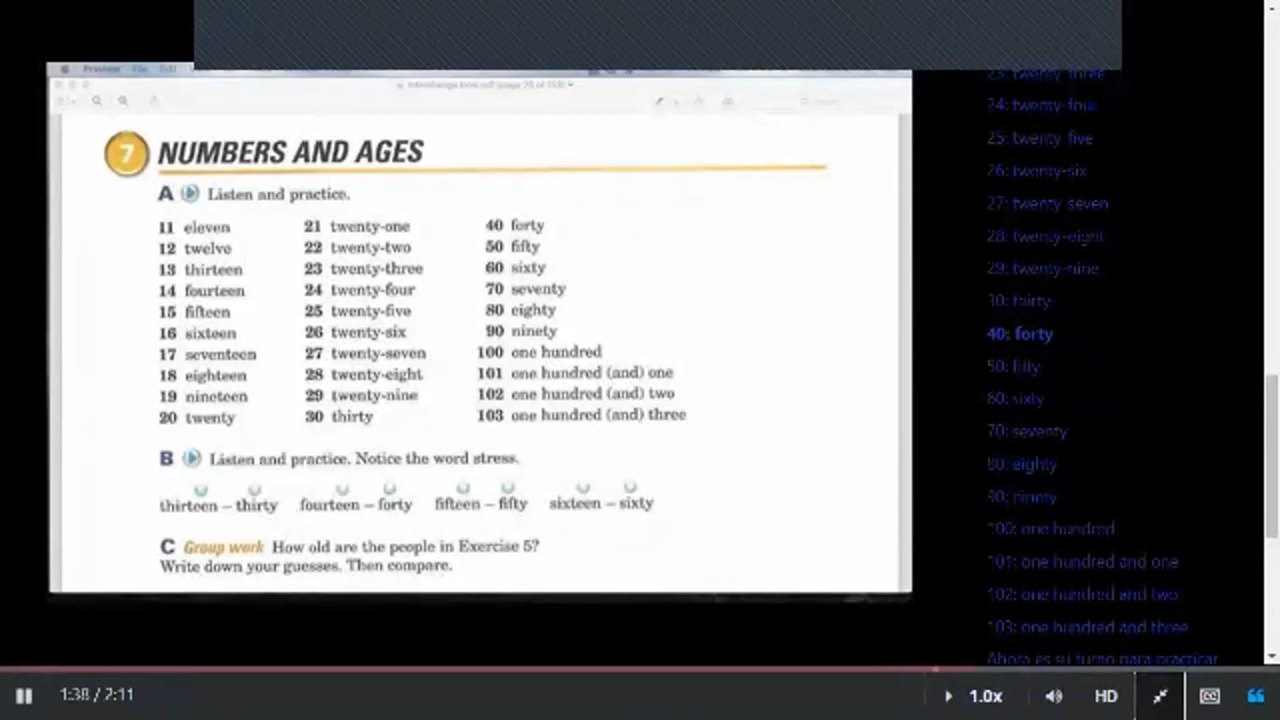 Preview File Edit
7 NUMBERS AND AGES
A Listen and practice.
11 eleven 21 twenty-one 40 forty
12 twelve 22 twenty-two 50 fifty
13 thirteen 23 twenty-three 60 sixty
14 fourteen 24 twenty-four 70 seventy
15 fifteen 25 twenty-five 80 eighty
16 sixteen 26 twenty-six 90 ninety
17 seventeen 27 twenty-seven 100 one hundred
18 eighteen 28 twenty-eight 101 one hundred (and) one
19 nineteen 29 twenty-nine 102 one hundred (and) two
20 twenty 30 thirty 103 one hundred (and) three
B Listen and practice. Notice the word stress.
thirteen – thirty fourteen – forty fifteen – fifty sixteen – sixty
C Group work How old are the people in Exercise 5?
Write down your guesses. Then compare.
23: twenty-three
24: twenty-four
25: twenty-five
26: twenty-six
27: twenty-seven
28: twenty-eight
29: twenty-nine
30: thirty
40: forty
50: fifty
60: sixty
70: seventy
80: eighty
90: ninety
100: one hundred
101: one hundred and one
102: one hundred and two
103: one hundred and three
Ahora es su turno para practicar
1:38 / 2:11 1.0x HD